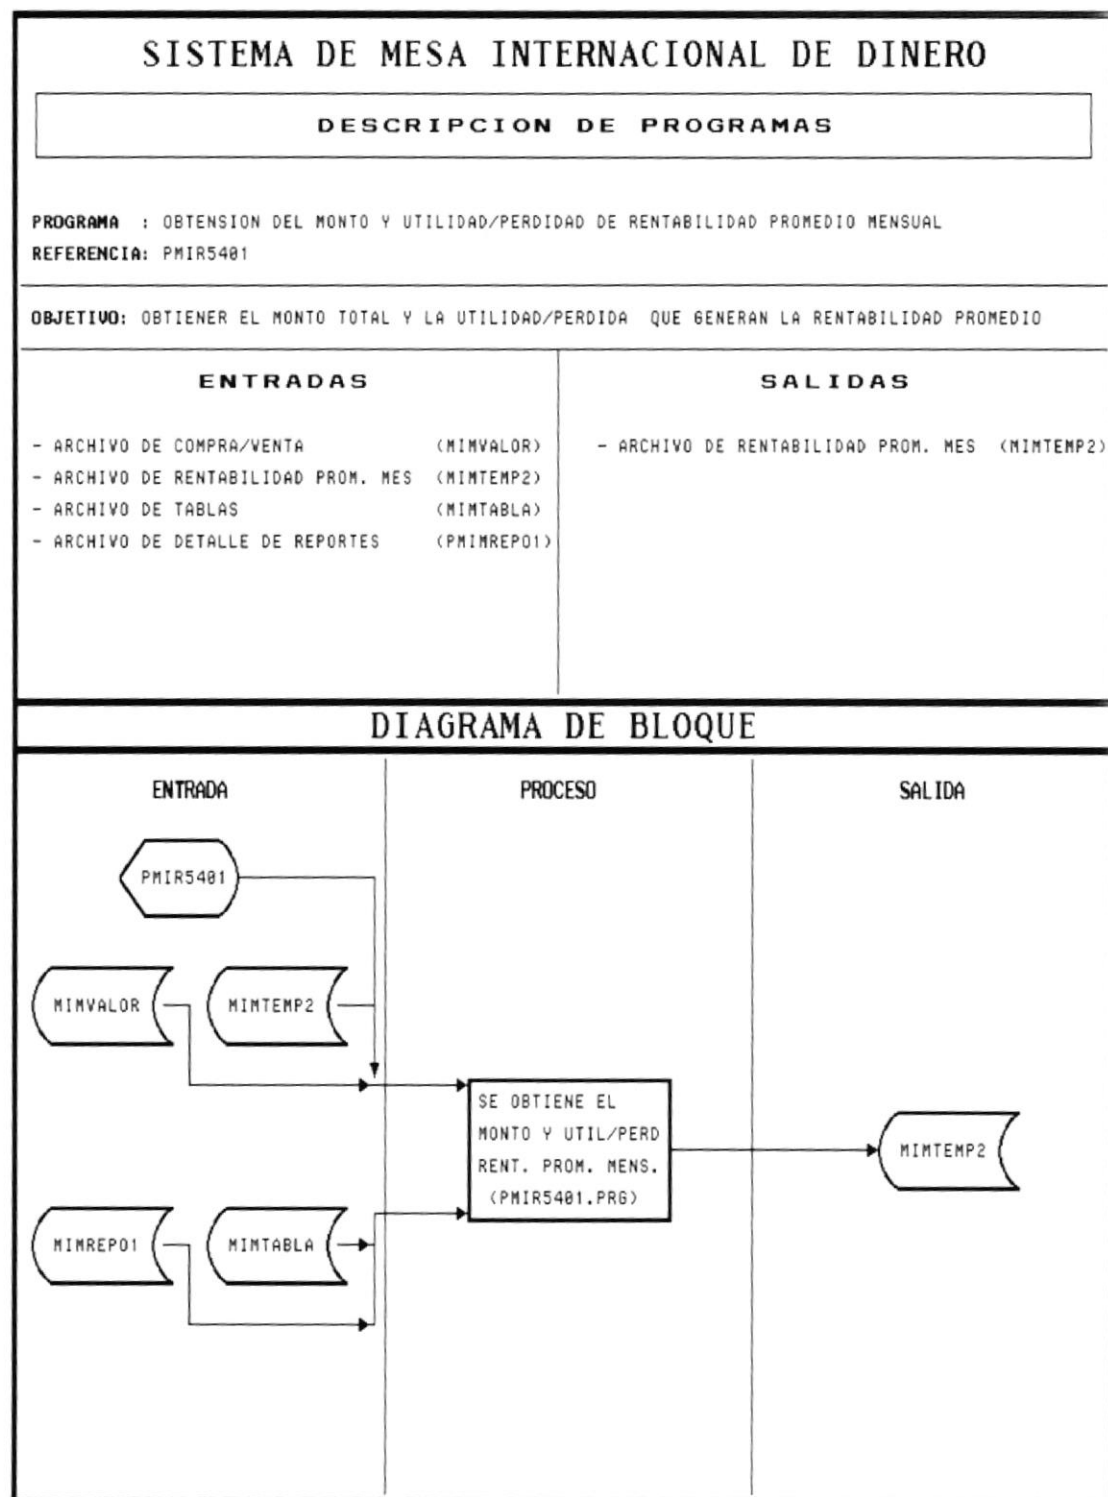 SISTEMA DE MESA INTERNACIONAL DE DINERO
DESCRIPCION DE PROGRAMAS
PROGRAMA : OBTENSION DEL MONTO Y UTILIDAD/PERDIDAD DE RENTABILIDAD PROMEDIO MENSUAL
REFERENCIA: PMIR5401
OBJETIVO: OBTIENER EL MONTO TOTAL Y LA UTILIDAD/PERDIDA QUE GENERAN LA RENTABILIDAD PROMEDIO
ENTRADAS
- ARCHIVO DE COMPRA/VENTA (MIMVALOR)
- ARCHIVO DE RENTABILIDAD PROM. MES (MIMTEMP2)
- ARCHIVO DE TABLAS (MIMTABLA)
- ARCHIVO DE DETALLE DE REPORTES (PMIMREPO1)
SALIDAS
- ARCHIVO DE RENTABILIDAD PROM. MES (MIMTEMP2)
DIAGRAMA DE BLOQUE
ENTRADA
PROCESO
SALIDA
PMIR5401
MIMVALOR
MIMTEMP2
SE OBTIENE EL
MONTO Y UTIL/PERD
RENT. PROM. MENS.
(PMIR5401.PRG)
MIMTEMP2
MIMREPO1
MIMTABLA